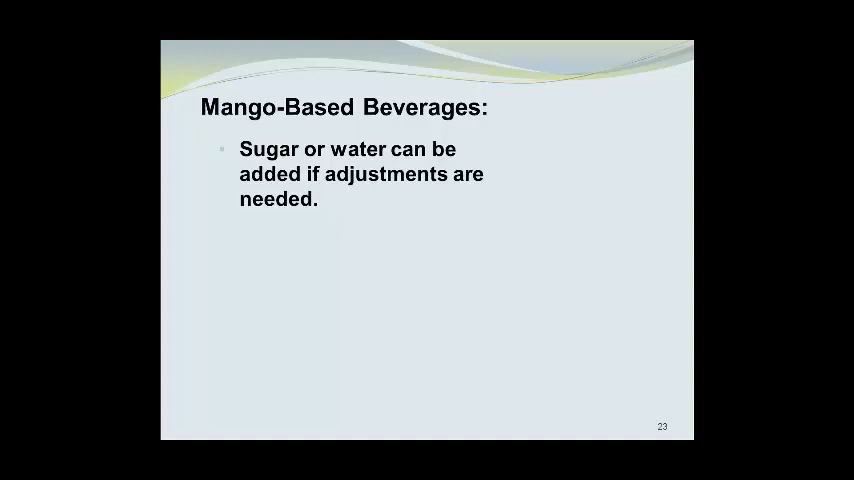 Mango-Based Beverages:
Sugar or water can be
added if adjustments are
needed.
23